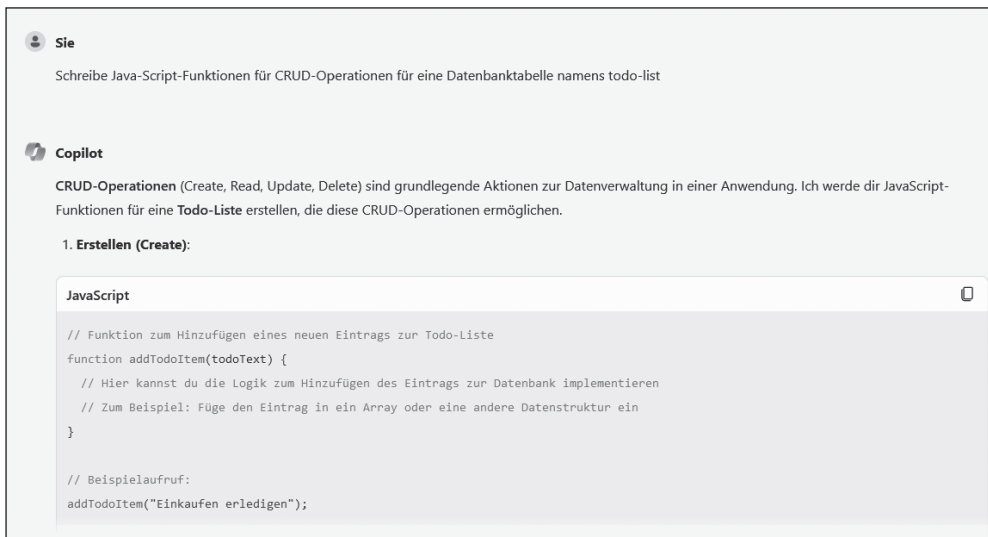 Sie
Schreibe Java-Script-Funktionen für CRUD-Operationen für eine Datenbanktabelle namens todo-list
Copilot
CRUD-Operationen (Create, Read, Update, Delete) sind grundlegende Aktionen zur Datenverwaltung in einer Anwendung. Ich werde dir JavaScript-
Funktionen für eine Todo-Liste erstellen, die diese CRUD-Operationen ermöglichen.
1. Erstellen (Create):
JavaScript
// Funktion zum Hinzufügen eines neuen Eintrags zur Todo-Liste
function addTodoItem(todoText) {
// Hier kannst du die Logik zum Hinzufügen des Eintrags zur Datenbank implementieren
// Zum Beispiel: Füge den Eintrag in ein Array oder eine andere Datenstruktur ein
}
// Beispielaufruf:
addTodoItem("Einkaufen erledigen");